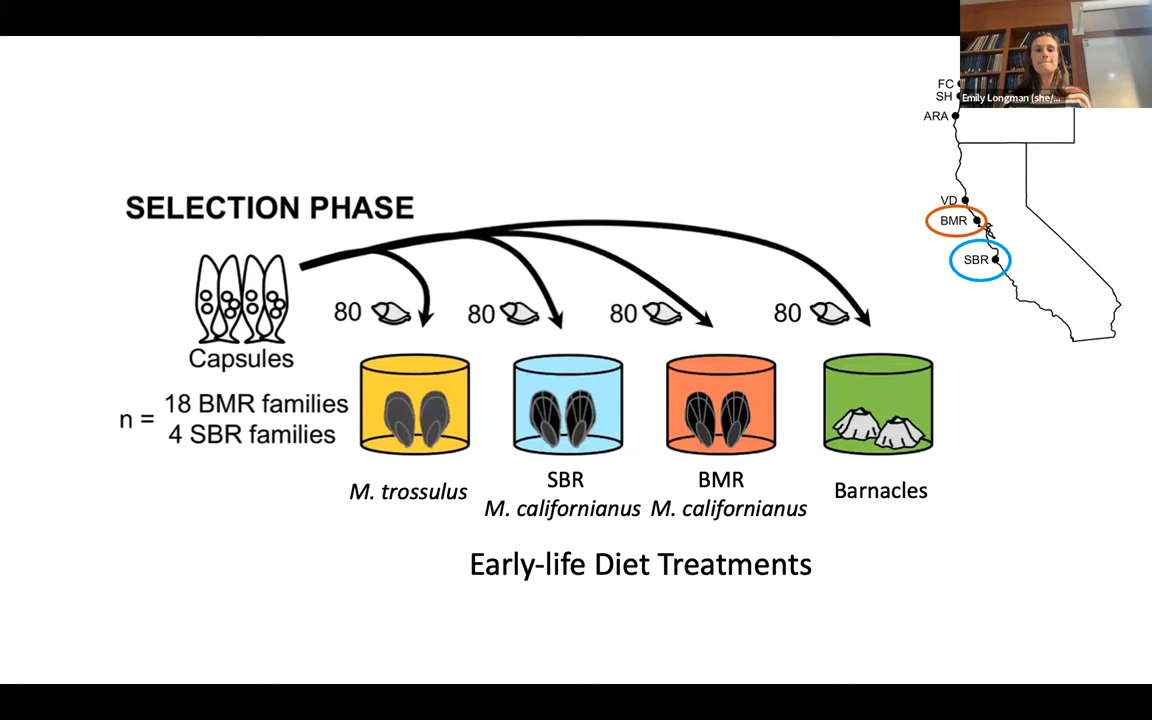 Emily Longman (she/...
FC
SH
ARA
VD
BMR
SBR
SELECTION PHASE
80
80
80
80
Capsules
n = 18 BMR families
4 SBR families
M. trossulus
SBR
M. californianus
BMR
M. californianus
Barnacles
Early-life Diet Treatments